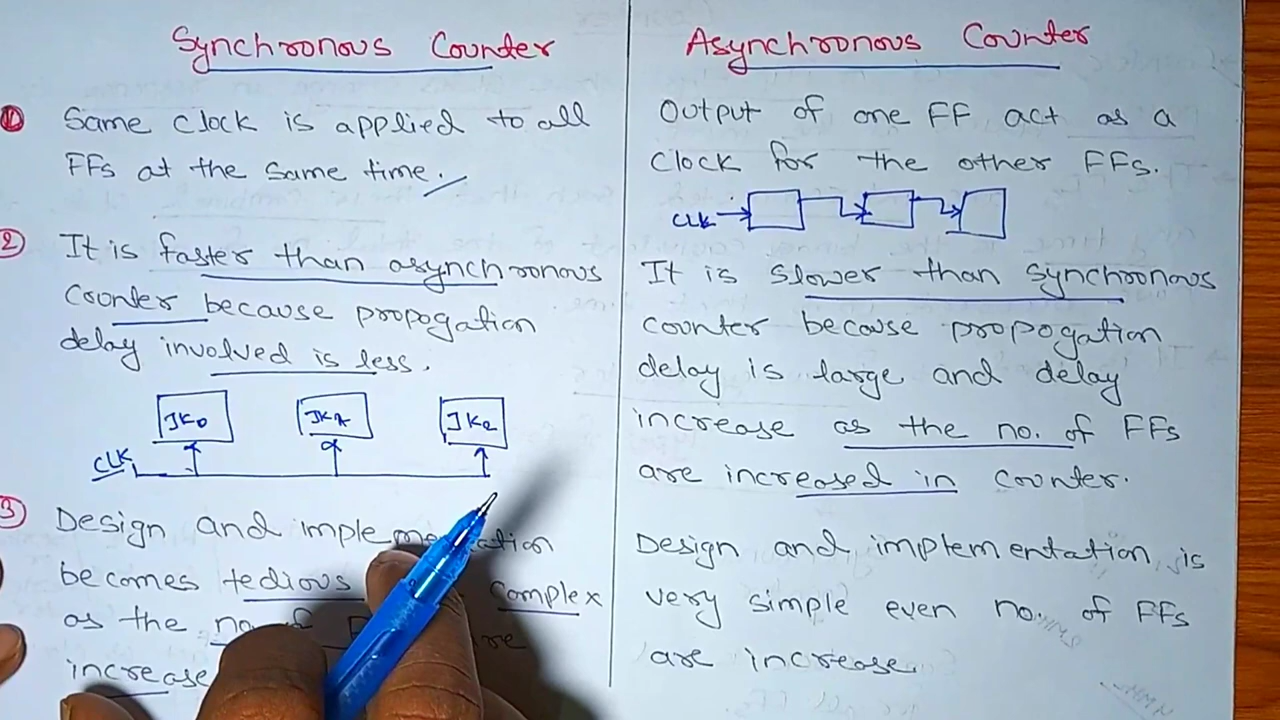 Synchronous Counter
① Same clock is applied to all
FFs at the same time.
② It is faster than asynchronous
Counter because propogation
delay involved is less.
JK0 JK1 JK2
CLK
③ Design and implementation
becomes tedious complex
as the no. of are
increase
Asynchronous Counter
Output of one FF act as a
clock for the other FFs.
CLK
It is slower than synchronous
counter because propogation
delay is large and delay
increase as the no. of FFs
are increased in counter.
Design and implementation is
very simple even no. of FFs
are increase.